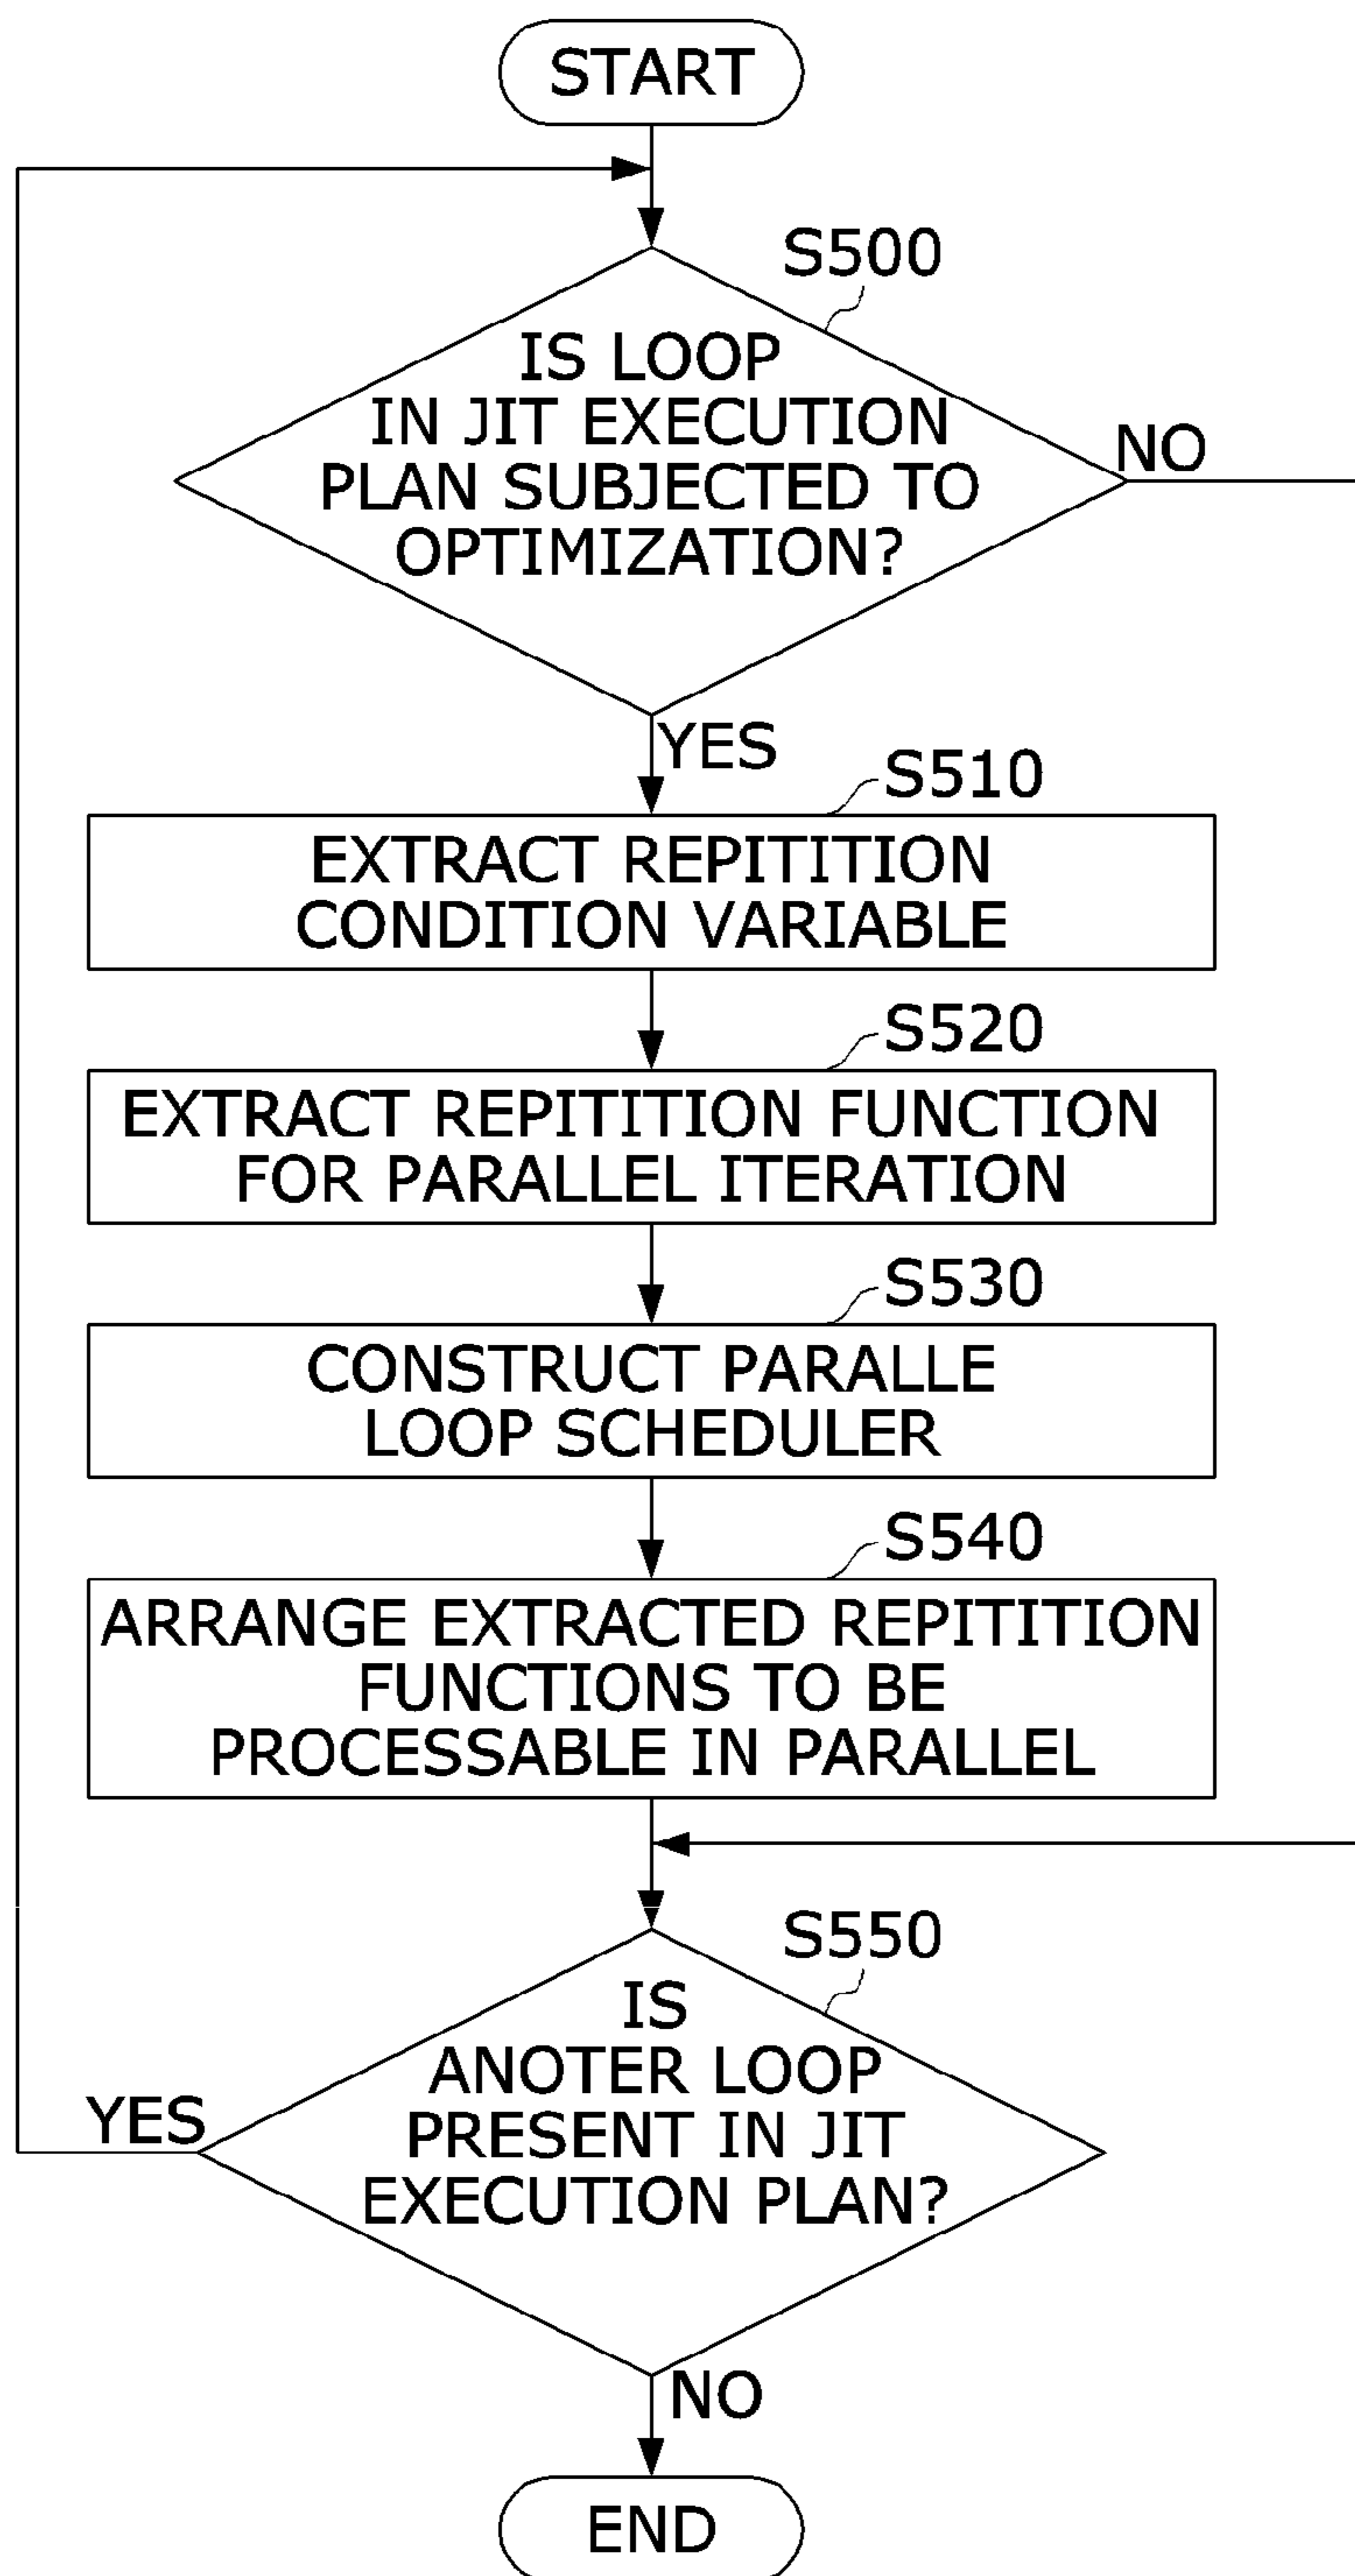 START
S500
IS LOOP
IN JIT EXECUTION
PLAN SUBJECTED TO
OPTIMIZATION?
NO
YES
S510
EXTRACT REPITITION
CONDITION VARIABLE
S520
EXTRACT REPITITION FUNCTION
FOR PARALLEL ITERATION
S530
CONSTRUCT PARALLE
LOOP SCHEDULER
S540
ARRANGE EXTRACTED REPITITION
FUNCTIONS TO BE
PROCESSABLE IN PARALLEL
S550
IS
ANOTER LOOP
PRESENT IN JIT
EXECUTION PLAN?
YES
NO
END